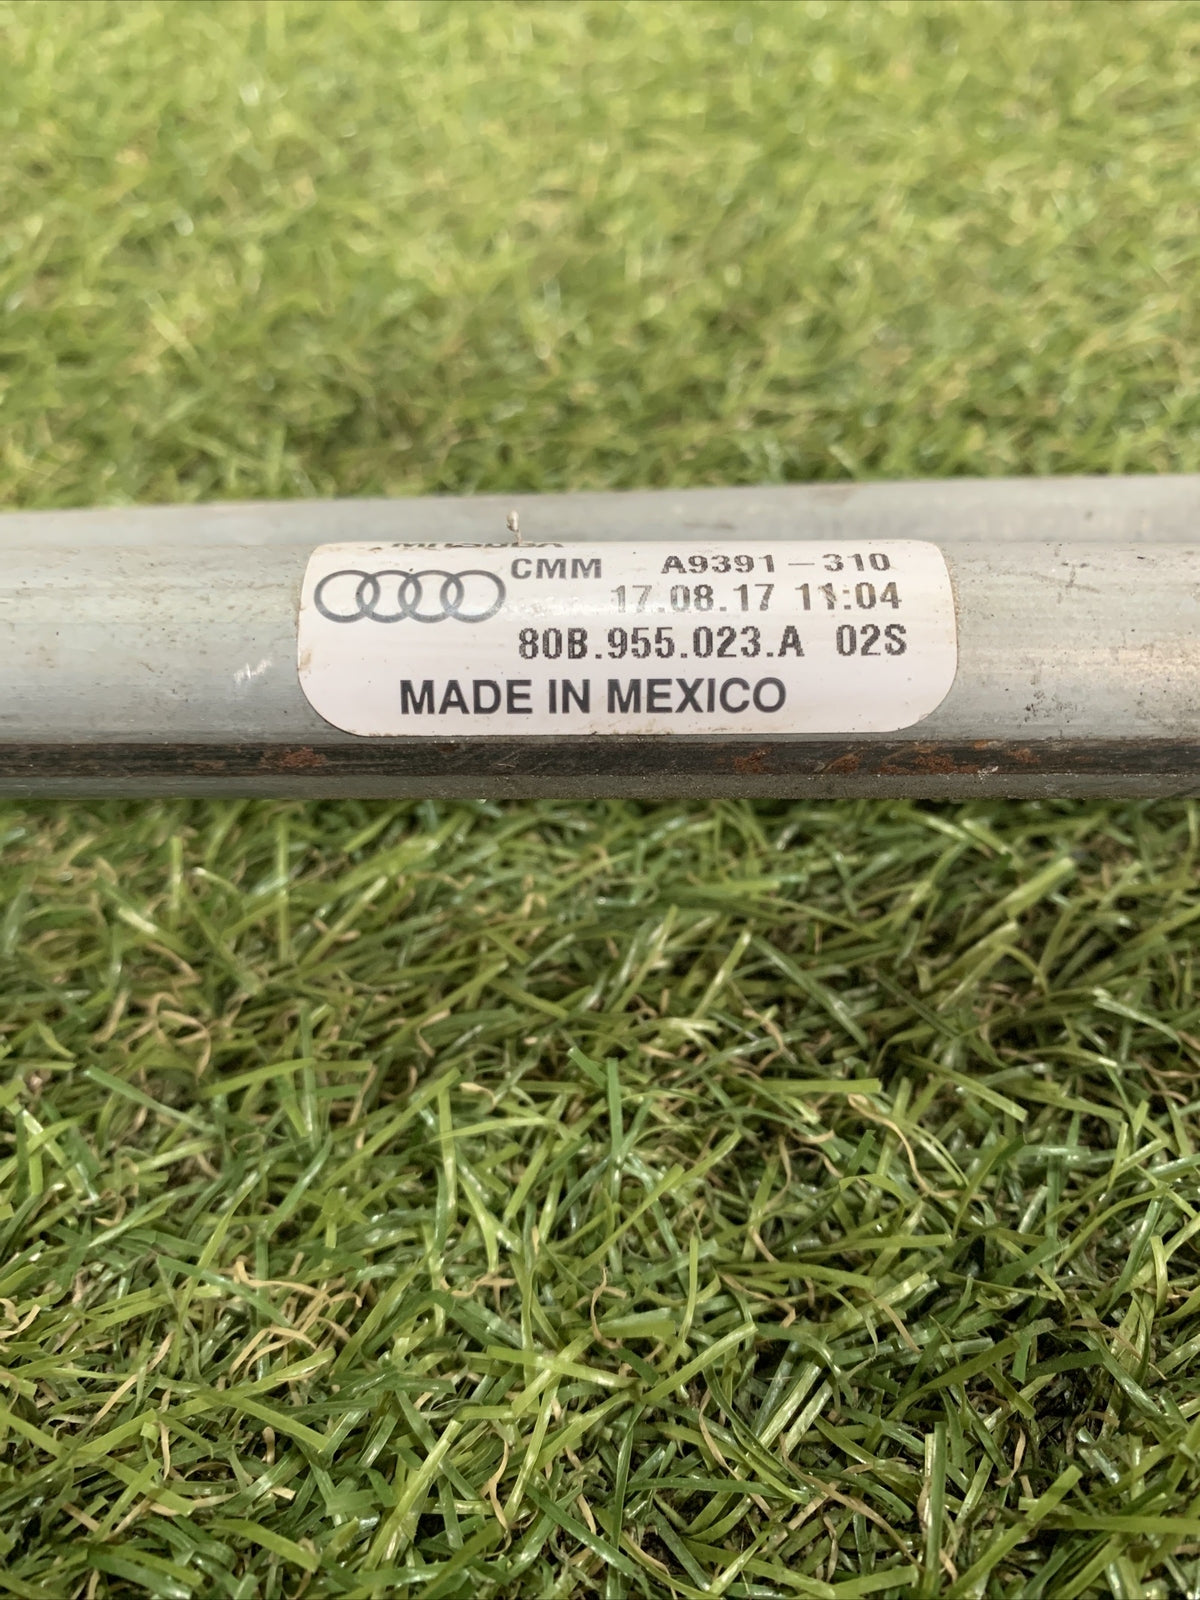 CMM A9391-310
17.08.17 11:04
80B.955.023.A 02S
MADE IN MEXICO